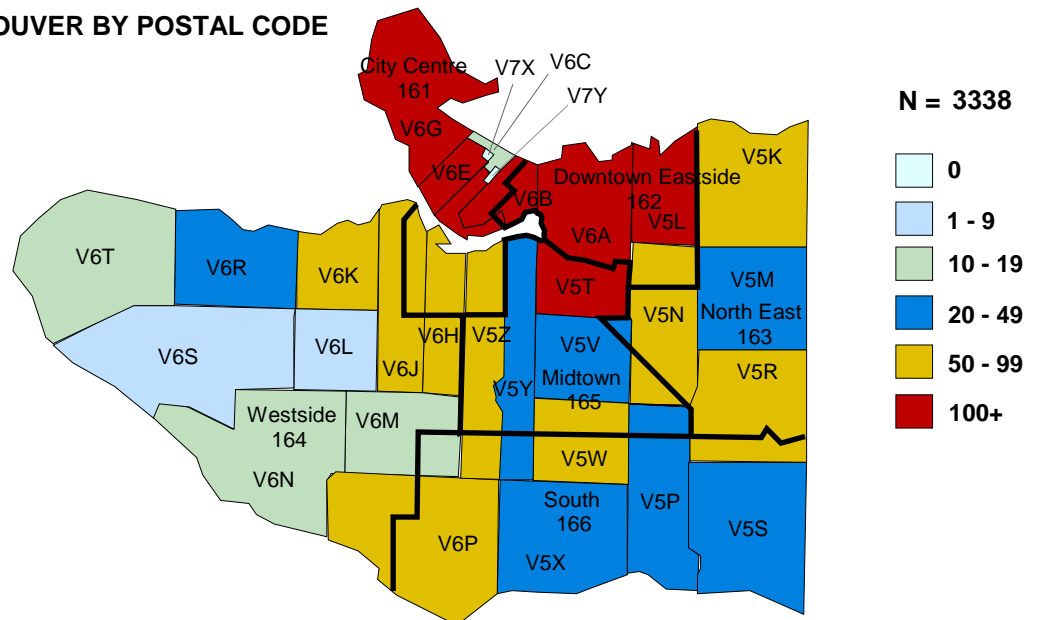 OUVER BY POSTAL CODE
City Centre
161
V7X
V6C
V7Y
V6G
V6E
V6B
Downtown Eastside
162
V5K
V5L
V6A
V6T
V6R
V6K
V5T
V5M
North East
163
V6S
V6L
V6J
V6H
V5Z
V5N
V5V
V5Y
Midtown
165
V5R
Westside
164
V6M
V6N
V5W
V6P
South
166
V5X
V5P
V5S
N = 3338
0
1 - 9
10 - 19
20 - 49
50 - 99
100+